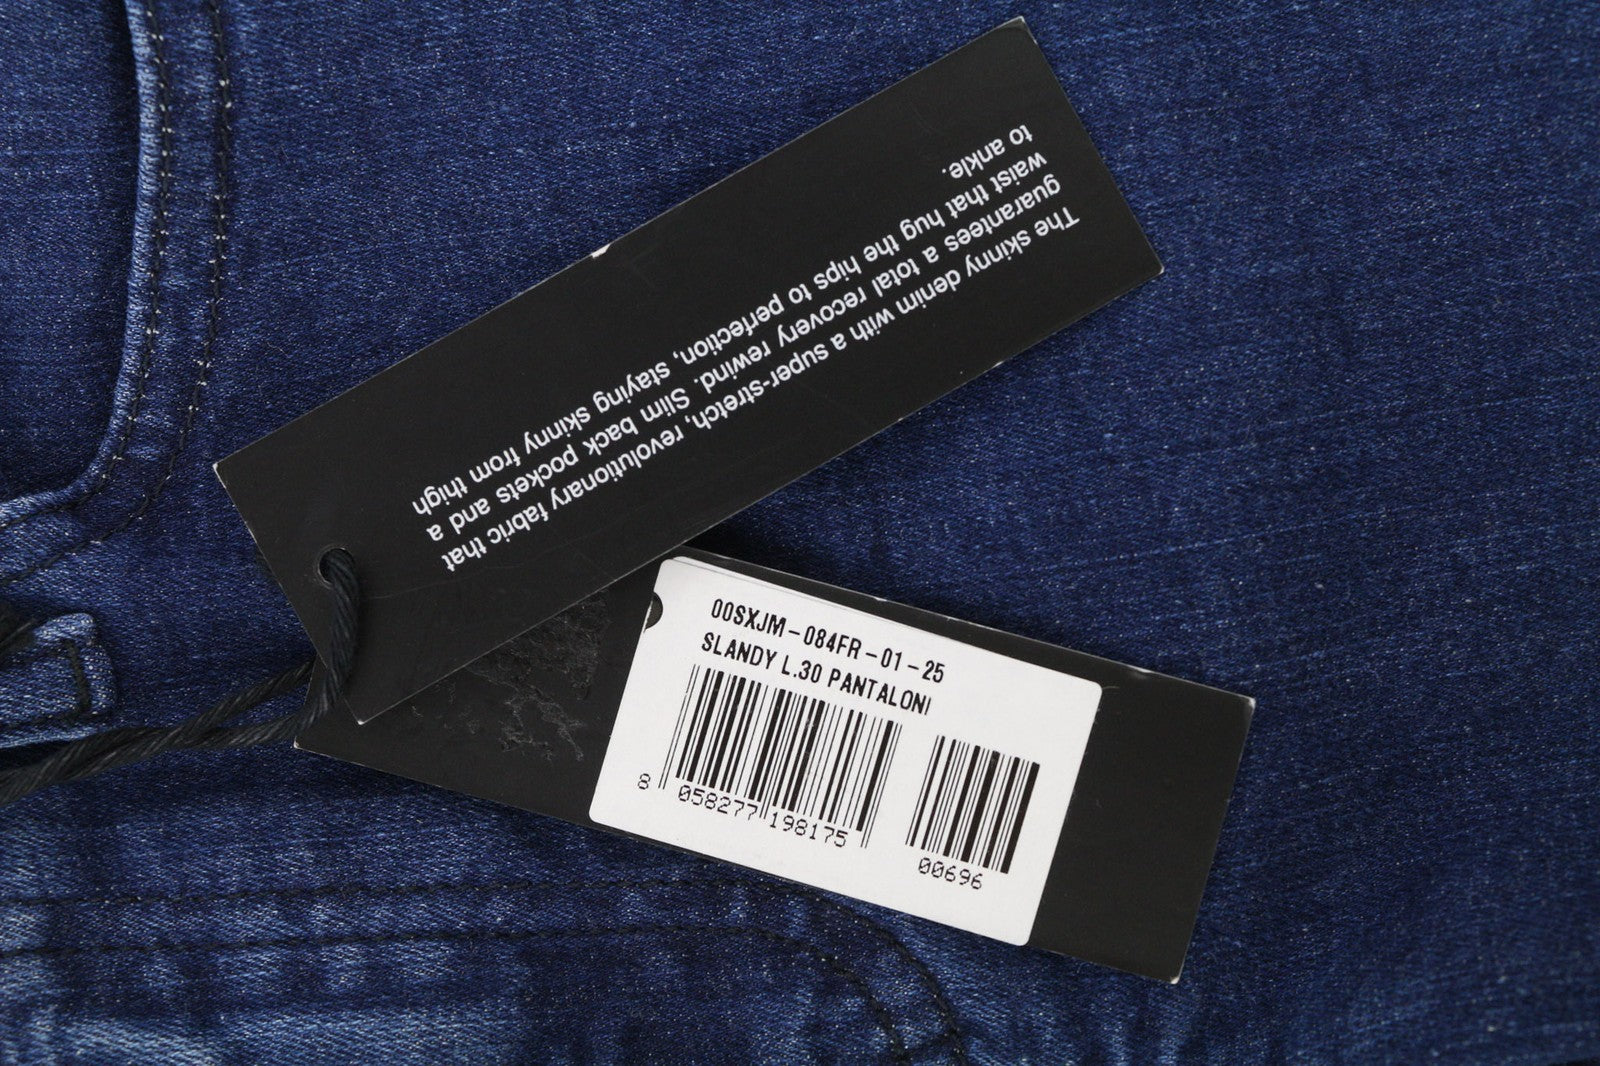 The skinny denim with a super-stretch, revolutionary fabric that
guarantees a total recovery rewind. Slim back pockets and a
waist that hug the hips to perfection, staying skinny from thigh
to ankle.
00SXJM-084FR-01-25
SLANDY L.30 PANTALONI
8 058277 198175
00696